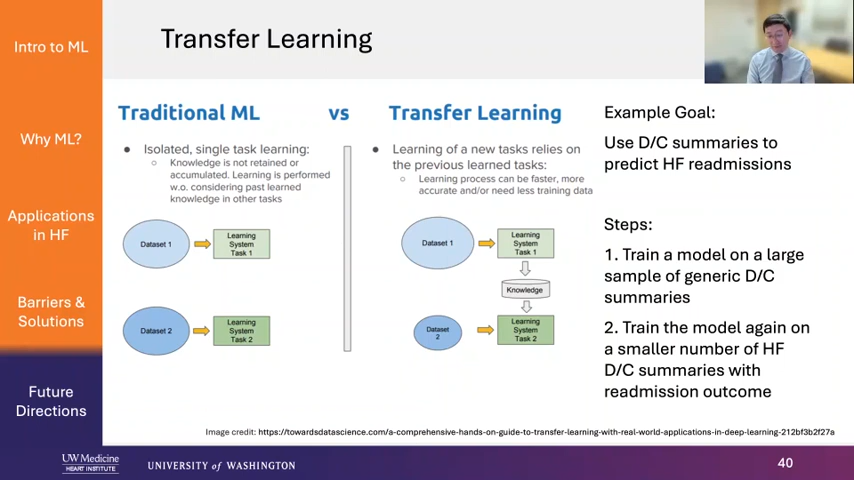 Transfer Learning
Intro to ML
Why ML?
Applications
in HF
Barriers &
Solutions
Future
Directions
Traditional ML
vs
Transfer Learning
● Isolated, single task learning:
○ Knowledge is not retained or
accumulated. Learning is performed
w.o. considering past learned
knowledge in other tasks
Dataset 1
Learning
System
Task 1
Dataset 2
Learning
System
Task 2
● Learning of a new tasks relies on
the previous learned tasks:
○ Learning process can be faster, more
accurate and/or need less training data
Dataset 1
Learning
System
Task 1
Knowledge
Dataset
2
Learning
System
Task 2
Example Goal:
Use D/C summaries to
predict HF readmissions
Steps:
1. Train a model on a large
sample of generic D/C
summaries
2. Train the model again on
a smaller number of HF
D/C summaries with
readmission outcome
Image credit: https://towardsdatascience.com/a-comprehensive-hands-on-guide-to-transfer-learning-with-real-world-applications-in-deep-learning-212bf3b2f27a
UW Medicine
HEART INSTITUTE
UNIVERSITY of WASHINGTON
40